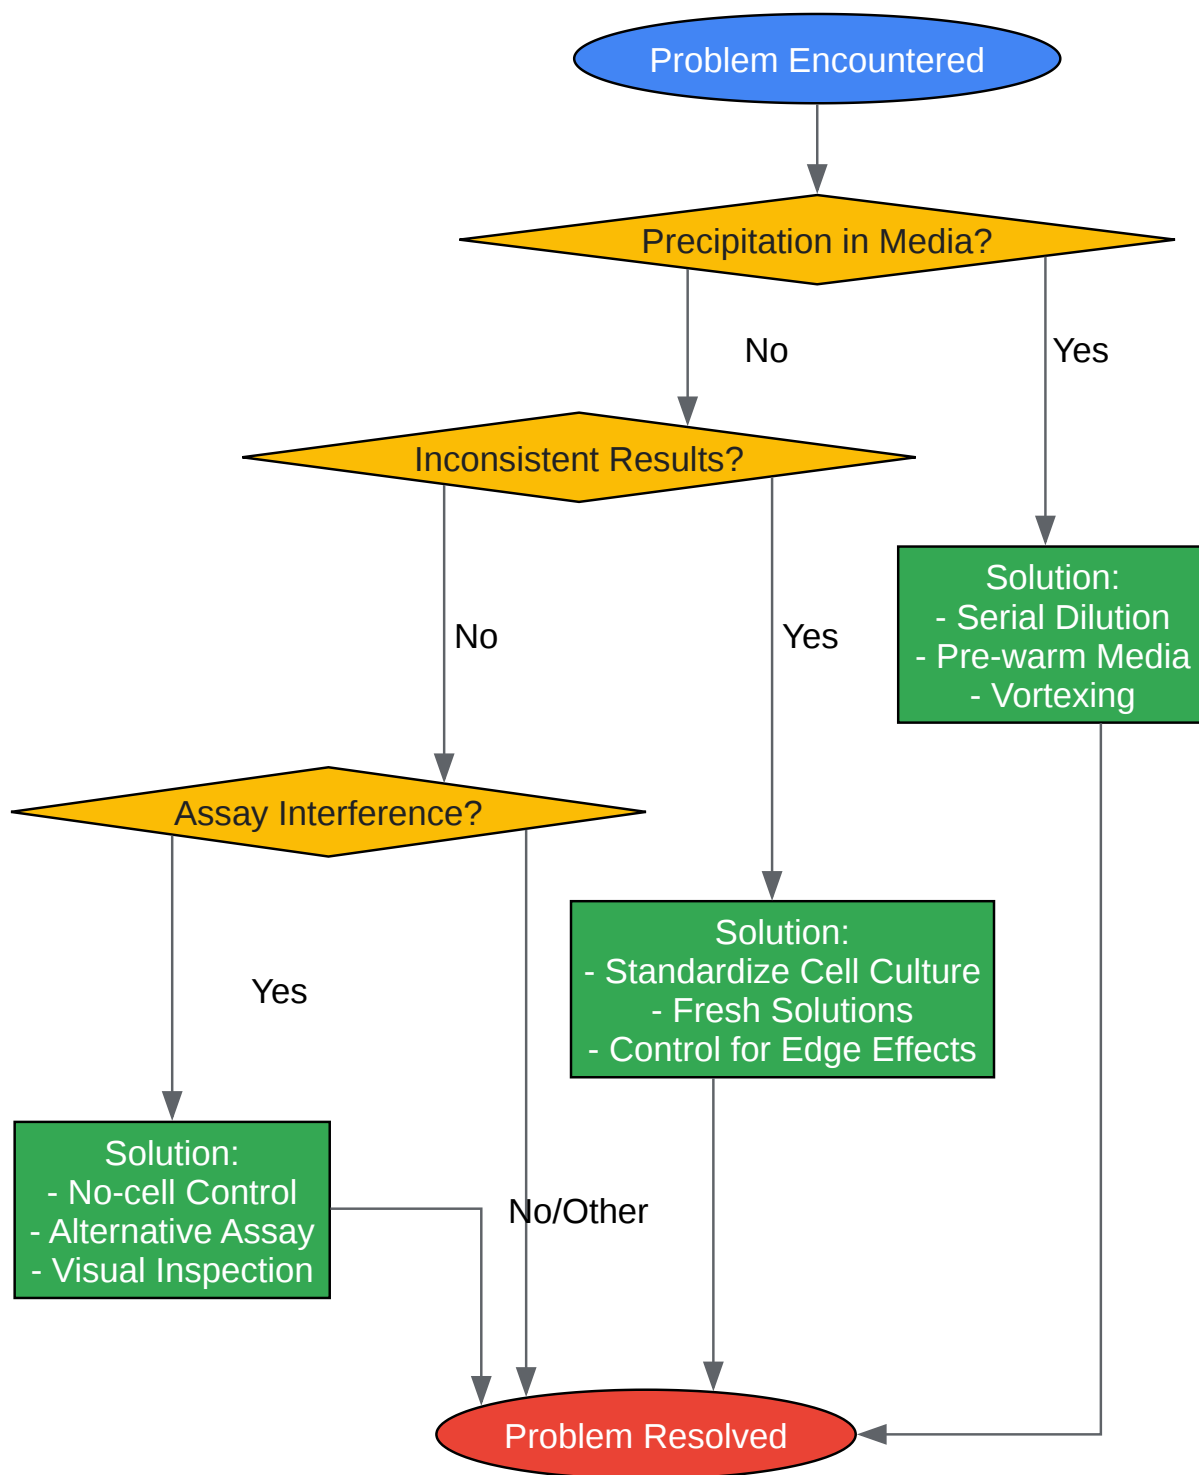 Problem Encountered
Precipitation in Media?
No
Yes
Inconsistent Results?
No
Yes
Solution:
- Serial Dilution
- Pre-warm Media
- Vortexing
Assay Interference?
Yes
No/Other
Solution:
- Standardize Cell Culture
- Fresh Solutions
- Control for Edge Effects
Solution:
- No-cell Control
- Alternative Assay
- Visual Inspection
Problem Resolved